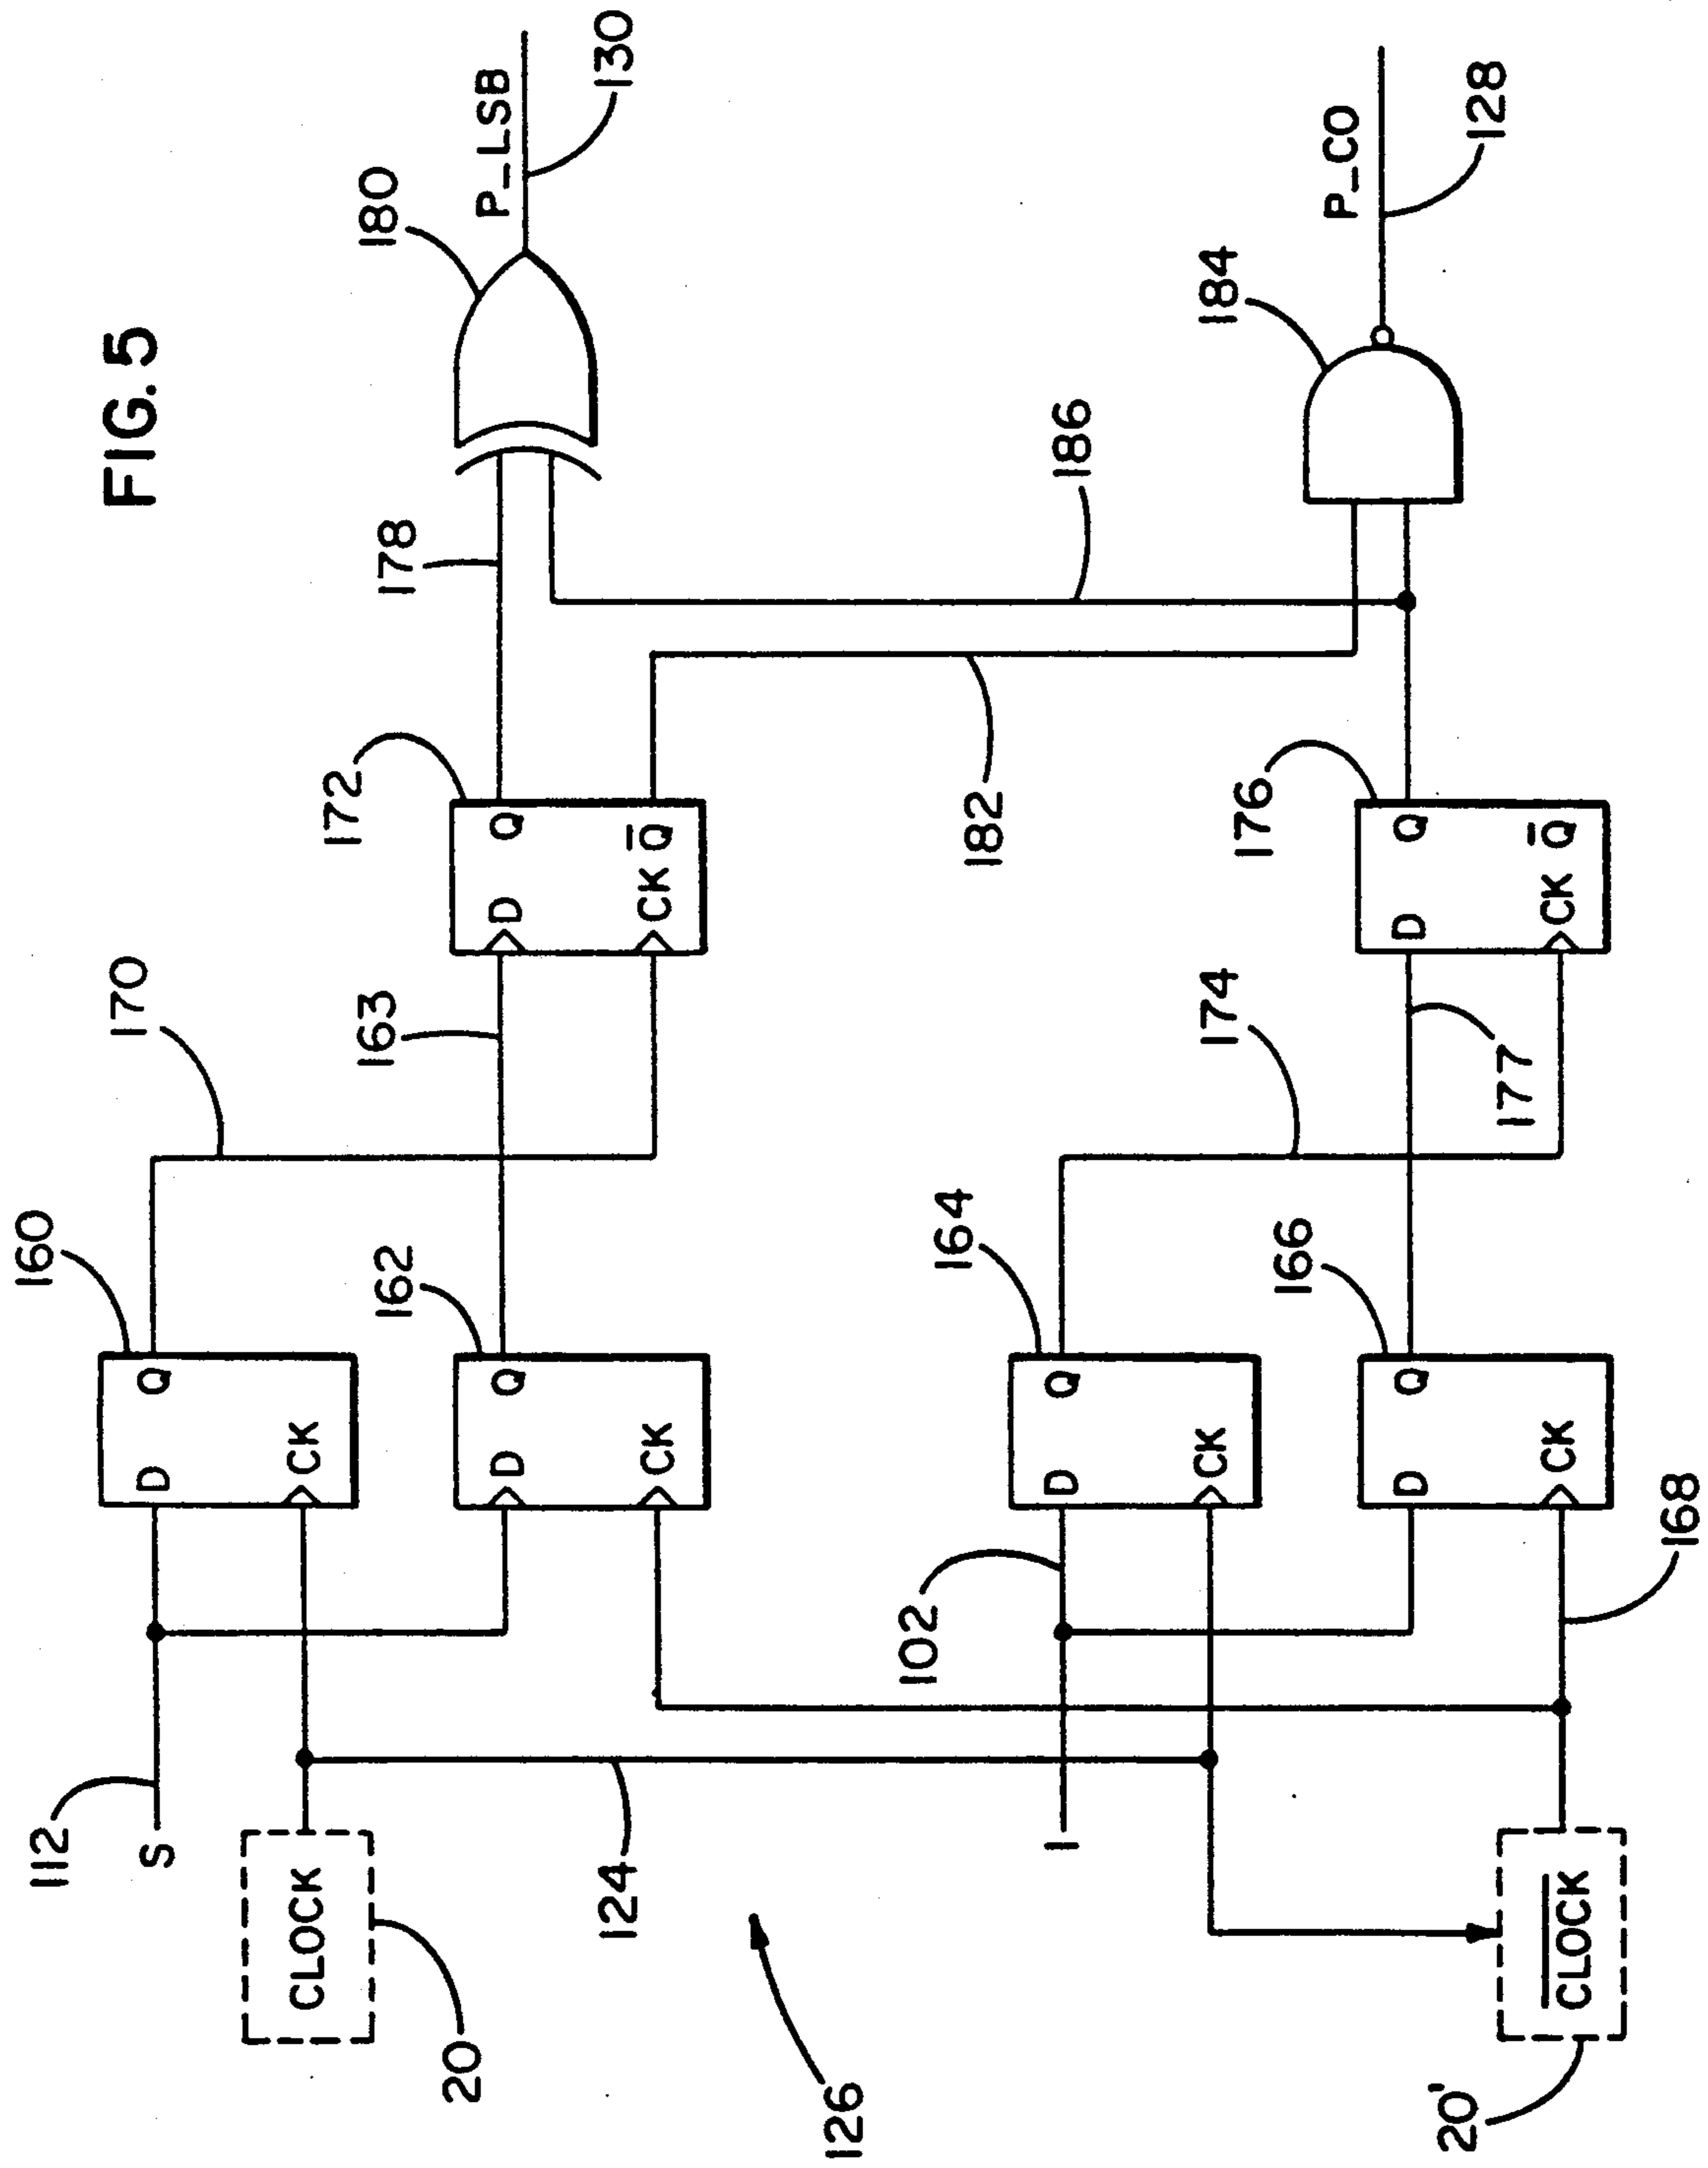 FIG. 5
160
170
112
S
D
Q
CK
CLOCK
20
162
D
Q
CK
163
172
D
Q
CK
Q̅
178
180
P_LSB
130
124
182
186
126
102
I
164
D
Q
CK
174
166
D
Q
CK
177
176
D
Q
CK
Q̅
184
P_CO
128
168
C̅L̅O̅C̅K̅
20'